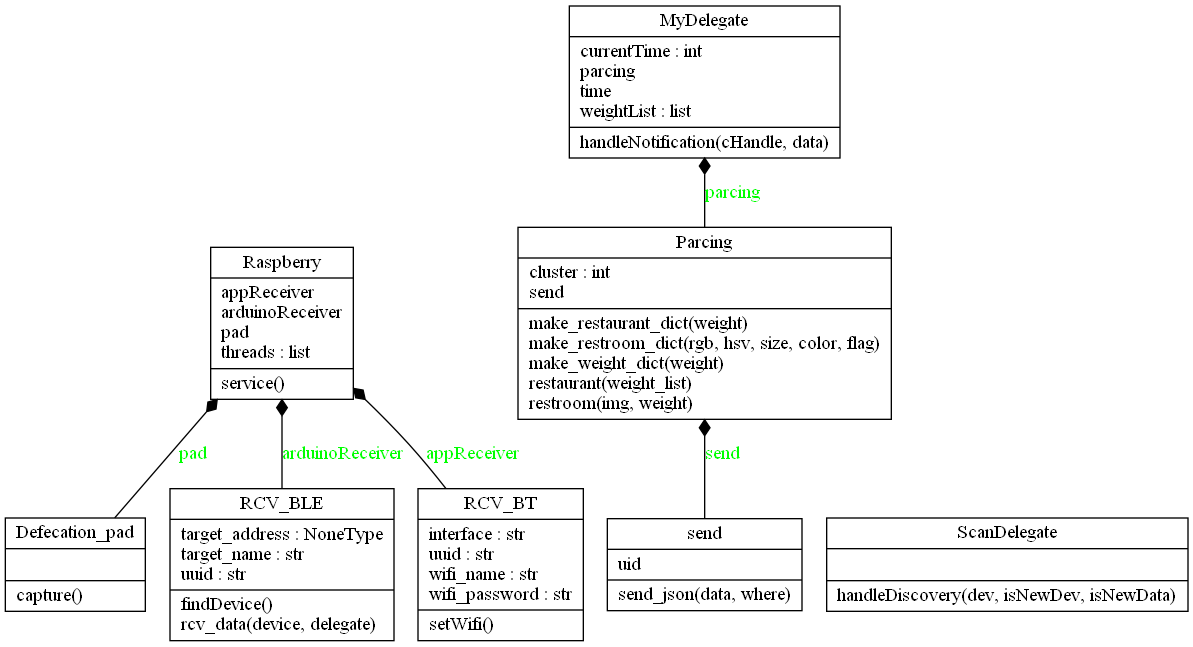 MyDelegate
currentTime : int
parcing
time
weightList : list
handleNotification(cHandle, data)
parcing
Parcing
cluster : int
send
make_restaurant_dict(weight)
make_restroom_dict(rgb, hsv, size, color, flag)
make_weight_dict(weight)
restaurant(weight_list)
restroom(img, weight)
Raspberry
appReceiver
arduinoReceiver
pad
threads : list
service()
pad
arduinoReceiver
appReceiver
send
Defecation_pad
capture()
RCV_BLE
target_address : NoneType
target_name : str
uuid : str
findDevice()
rcv_data(device, delegate)
RCV_BT
interface : str
uuid : str
wifi_name : str
wifi_password : str
setWifi()
send
uid
send_json(data, where)
ScanDelegate
handleDiscovery(dev, isNewDev, isNewData)